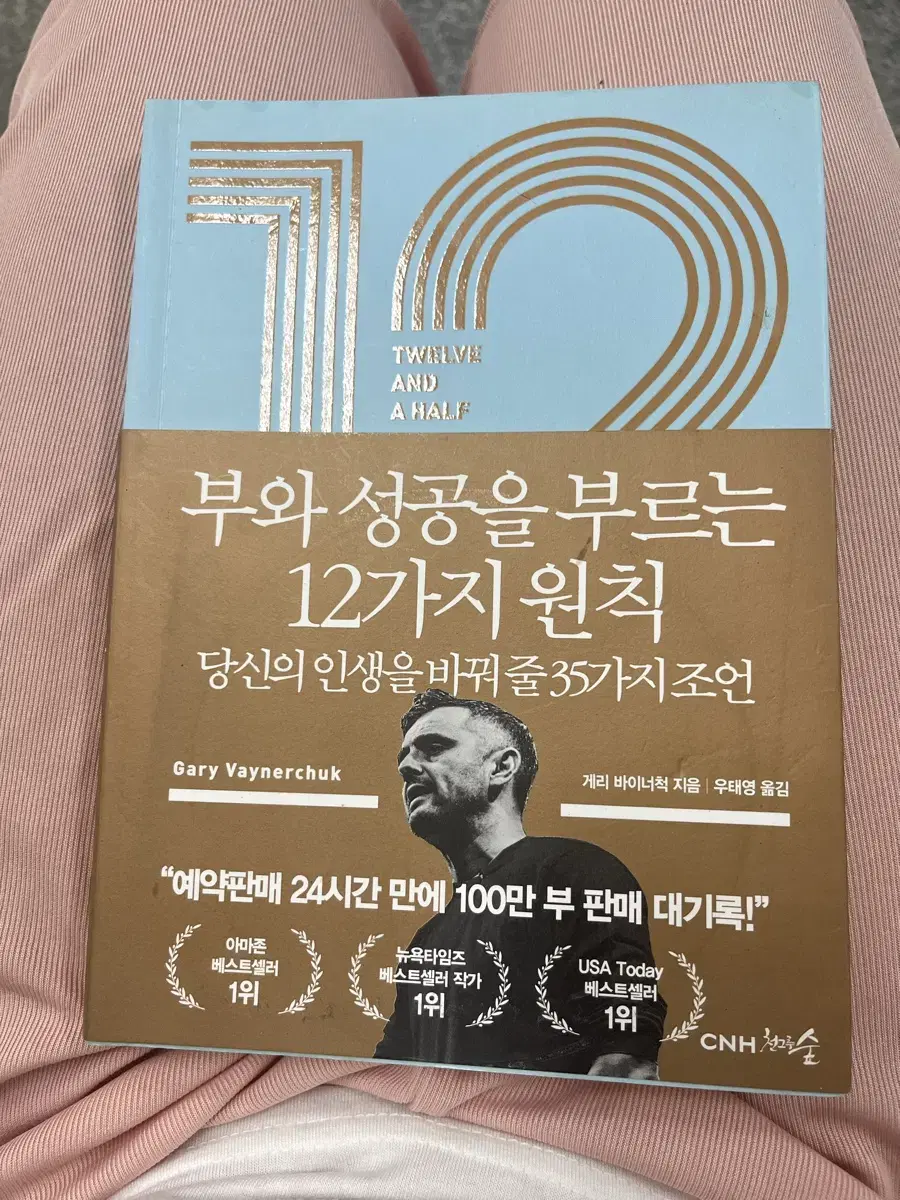 12
TWELVE
AND
A HALF
부와 성공을 부르는
12가지 원칙
당신의 인생을 바꿔 줄 35가지 조언
Gary Vaynerchuk
게리 바이너척 지음 | 우태영 옮김
“예약판매 24시간 만에 100만 부 판매 대기록!”
아마존
베스트셀러
1위
뉴욕타임즈
베스트셀러 작가
1위
USA Today
베스트셀러
1위
CNH 천그루숲